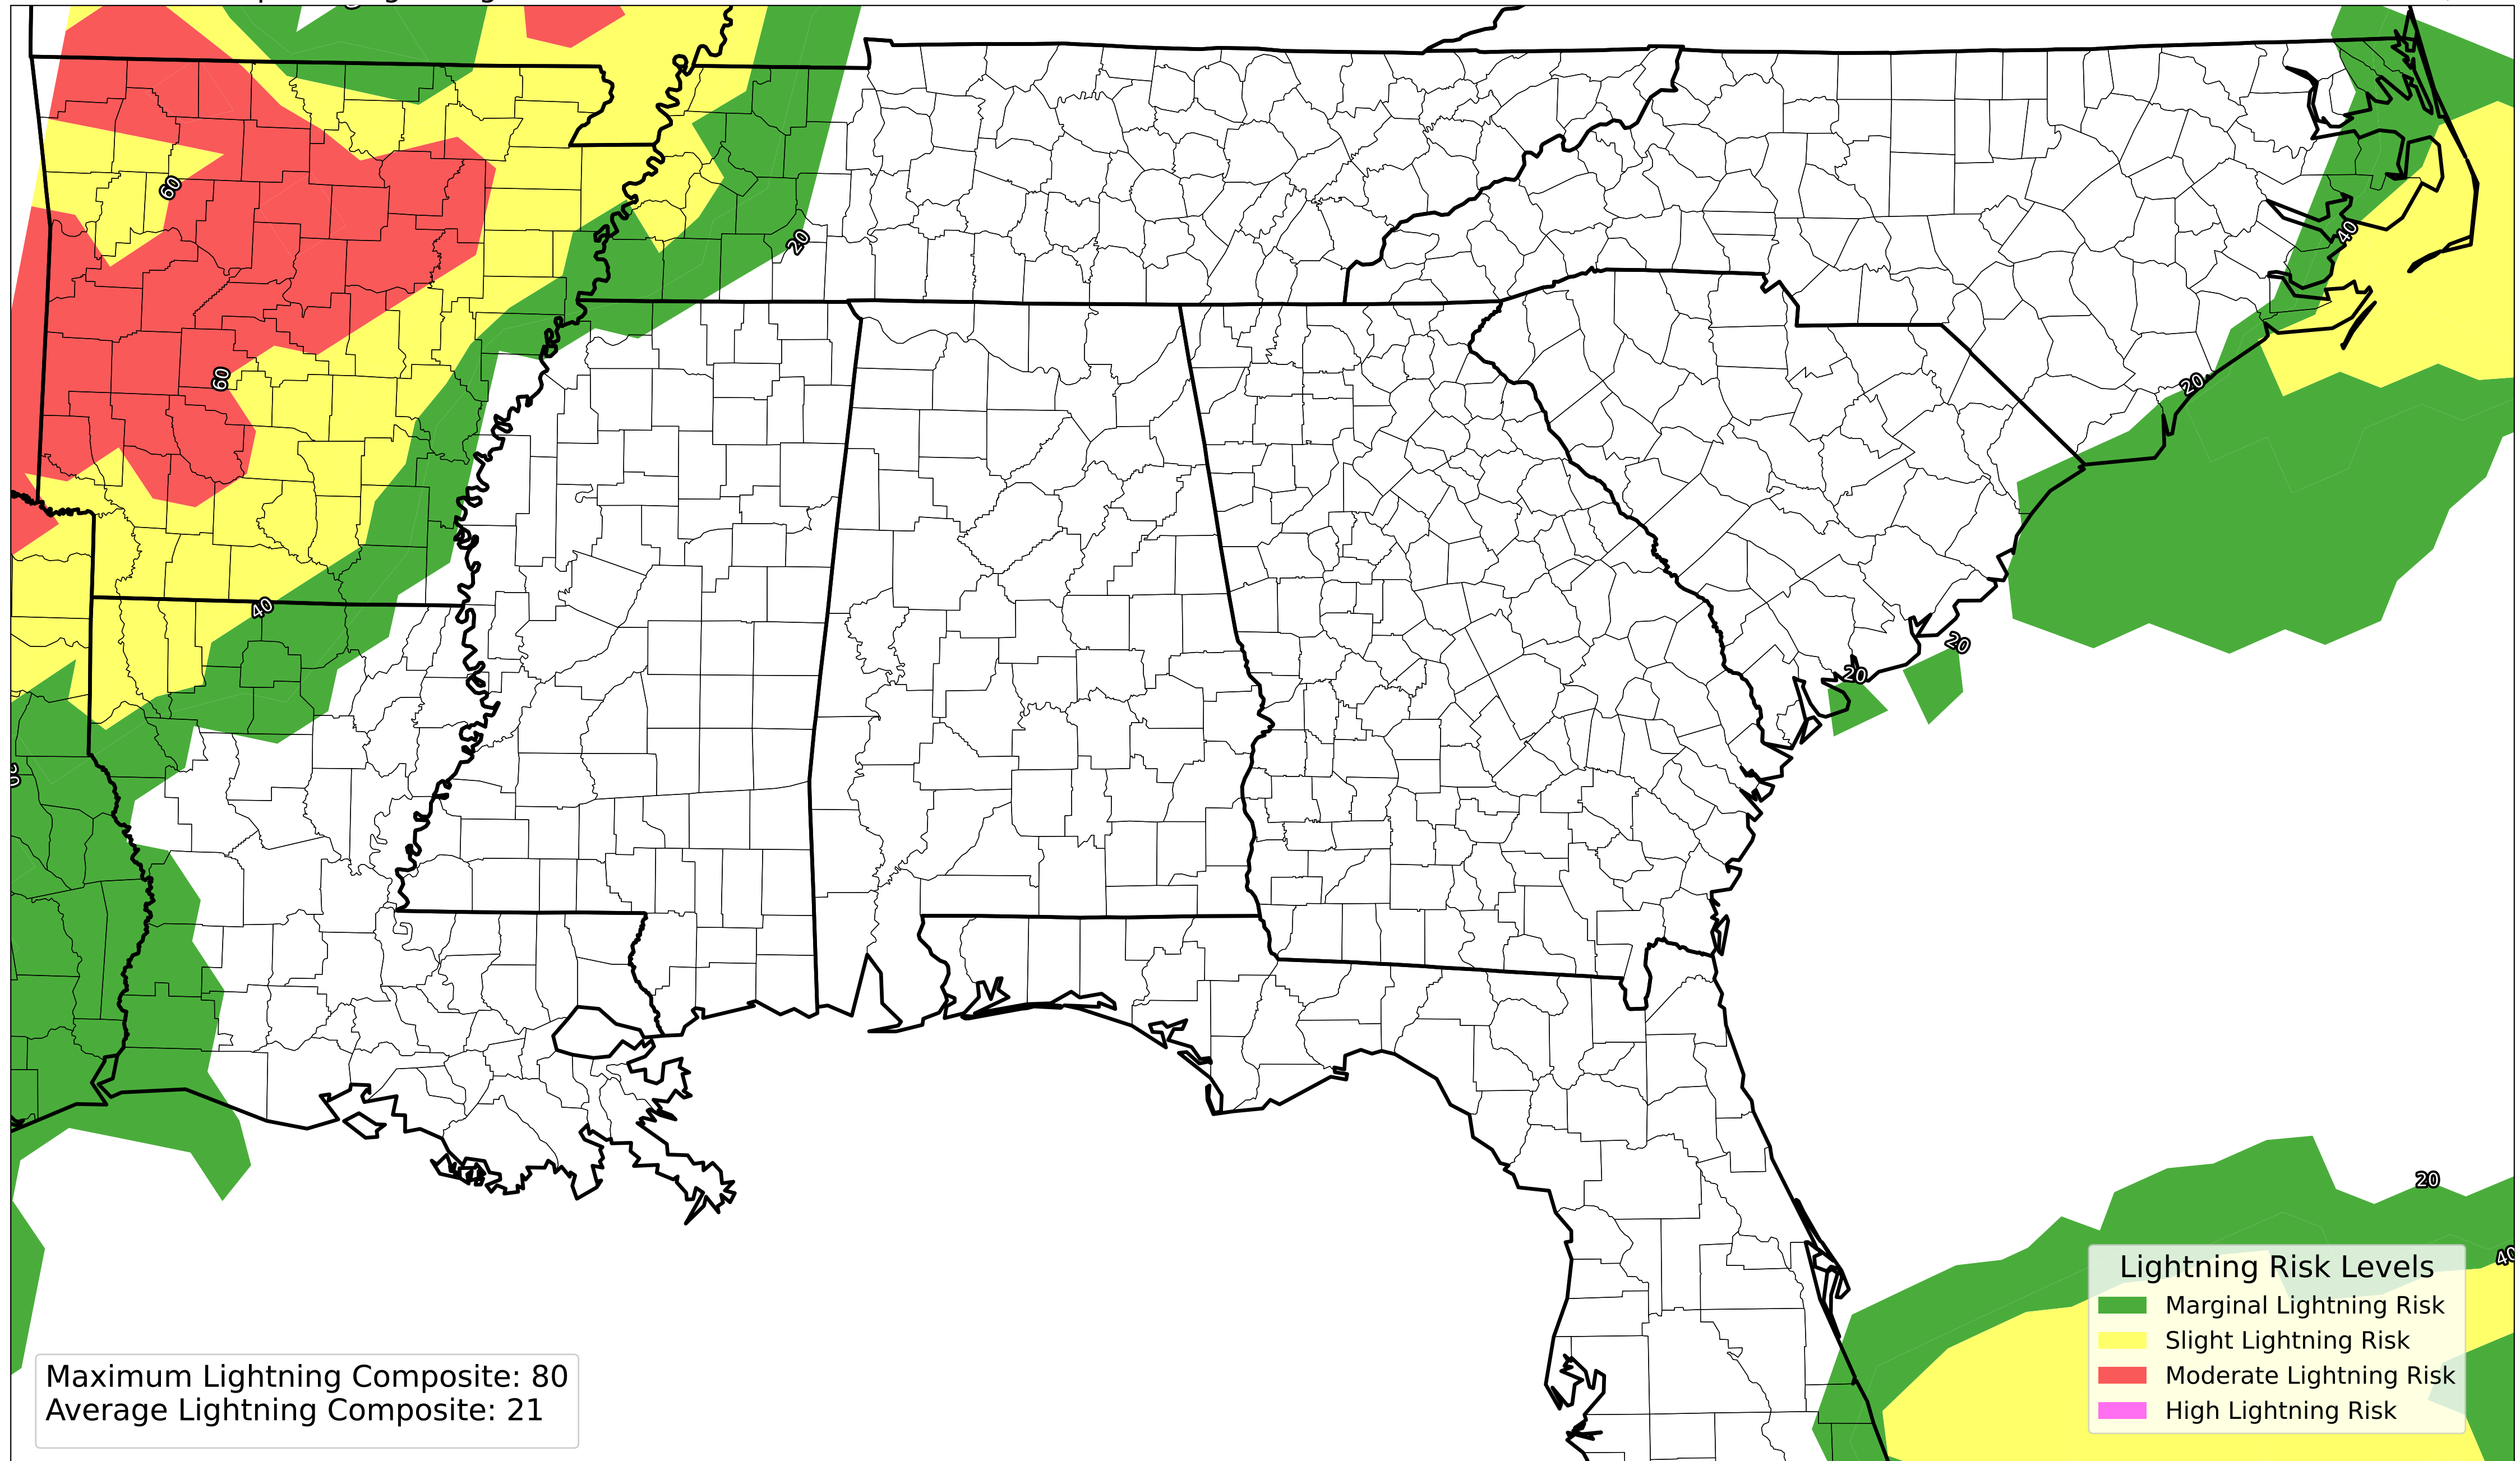 60
20
40
60
20
40
20
20
20
40
Lightning Risk Levels
Marginal Lightning Risk
Slight Lightning Risk
Moderate Lightning Risk
High Lightning Risk
Maximum Lightning Composite: 80
Average Lightning Composite: 21